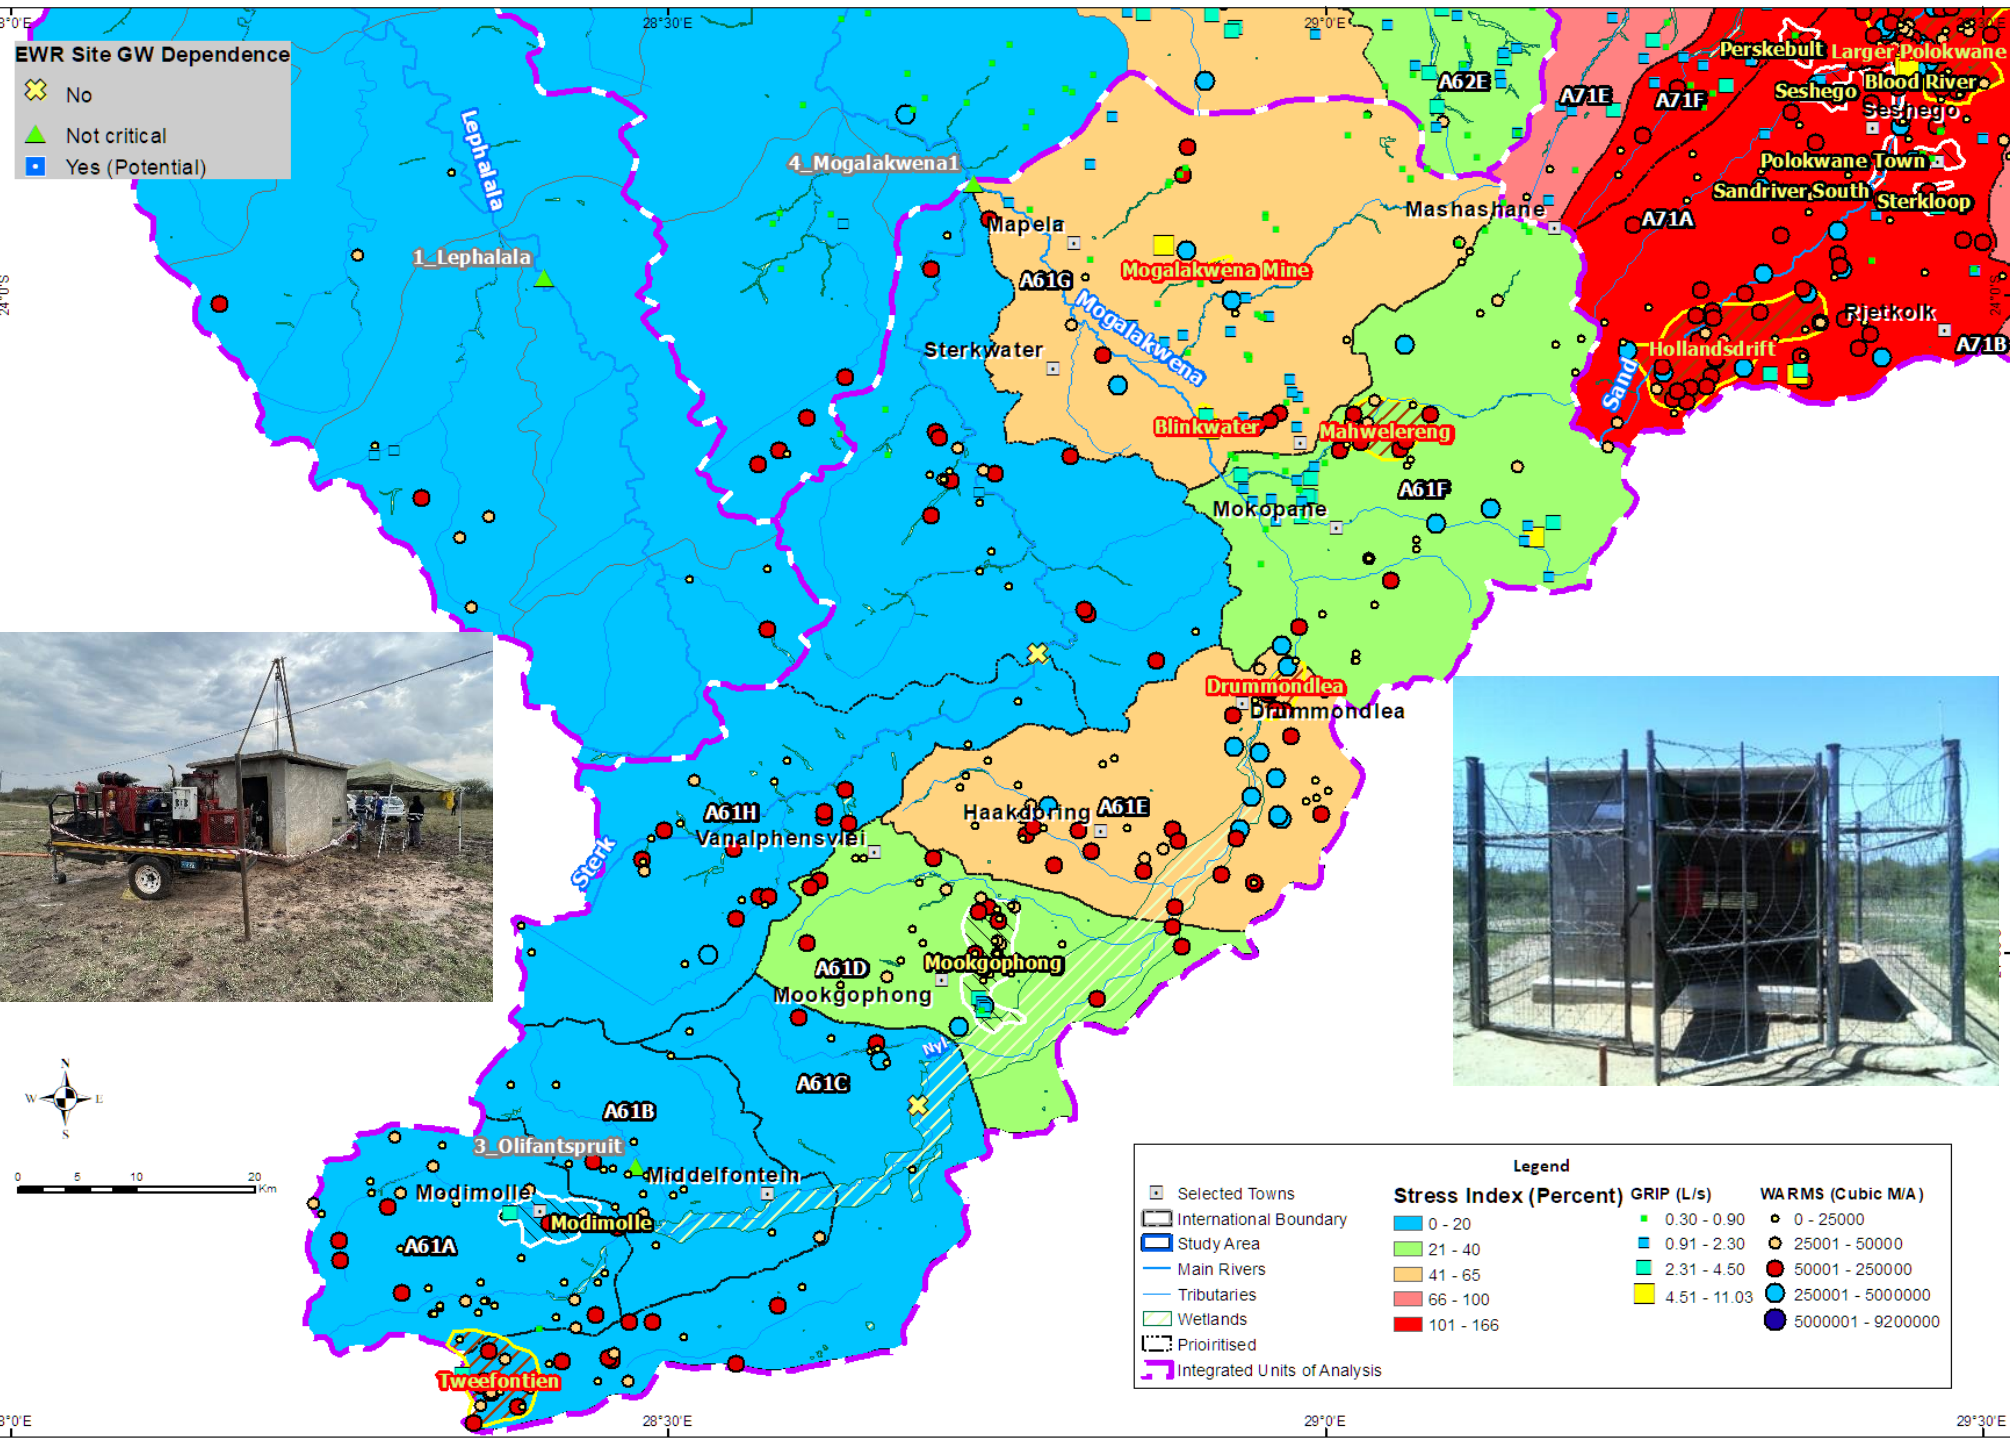 28°30'E
29°0'E
EWR Site GW Dependence
No
Not critical
Yes (Potential)
Lephalala
4_Mogalakwena1
1_Lephalala
A62E
A71E
A71F
Perskebult
Larger Polokwane
Blood River
Seshego
Seshego
Polokwane Town
Sandriver South
Sterkloop
A71A
Mashashane
Mapela
A61G
Mogalakwena Mine
Mogalakwena
Sterkwater
24°0'S
24°0'S
Rjetkolk
A71B
Hollandsdrift
Sand
Blinkwater
Mahwelereng
A61F
Mokopane
Drummondlea
Drummondlea
A61H
Vanalphensvlei
Haakdoring
A61E
Sterk
A61D
Mookgophong
Mookgophong
Nyl
A61C
A61B
3_Olifantspruit
Middelfontein
Modimolle
Modimolle
A61A
Tweefontien
N
W
E
S
0 5 10 20
Km
Legend
Selected Towns
International Boundary
Study Area
Main Rivers
Tributaries
Wetlands
Prioiritised
Integrated Units of Analysis
Stress Index (Percent)
0 - 20
21 - 40
41 - 65
66 - 100
101 - 166
GRIP (L/s)
0.30 - 0.90
0.91 - 2.30
2.31 - 4.50
4.51 - 11.03
WARMS (Cubic M/A)
0 - 25000
25001 - 50000
50001 - 250000
250001 - 5000000
5000001 - 9200000
28°30'E
29°0'E
29°30'E